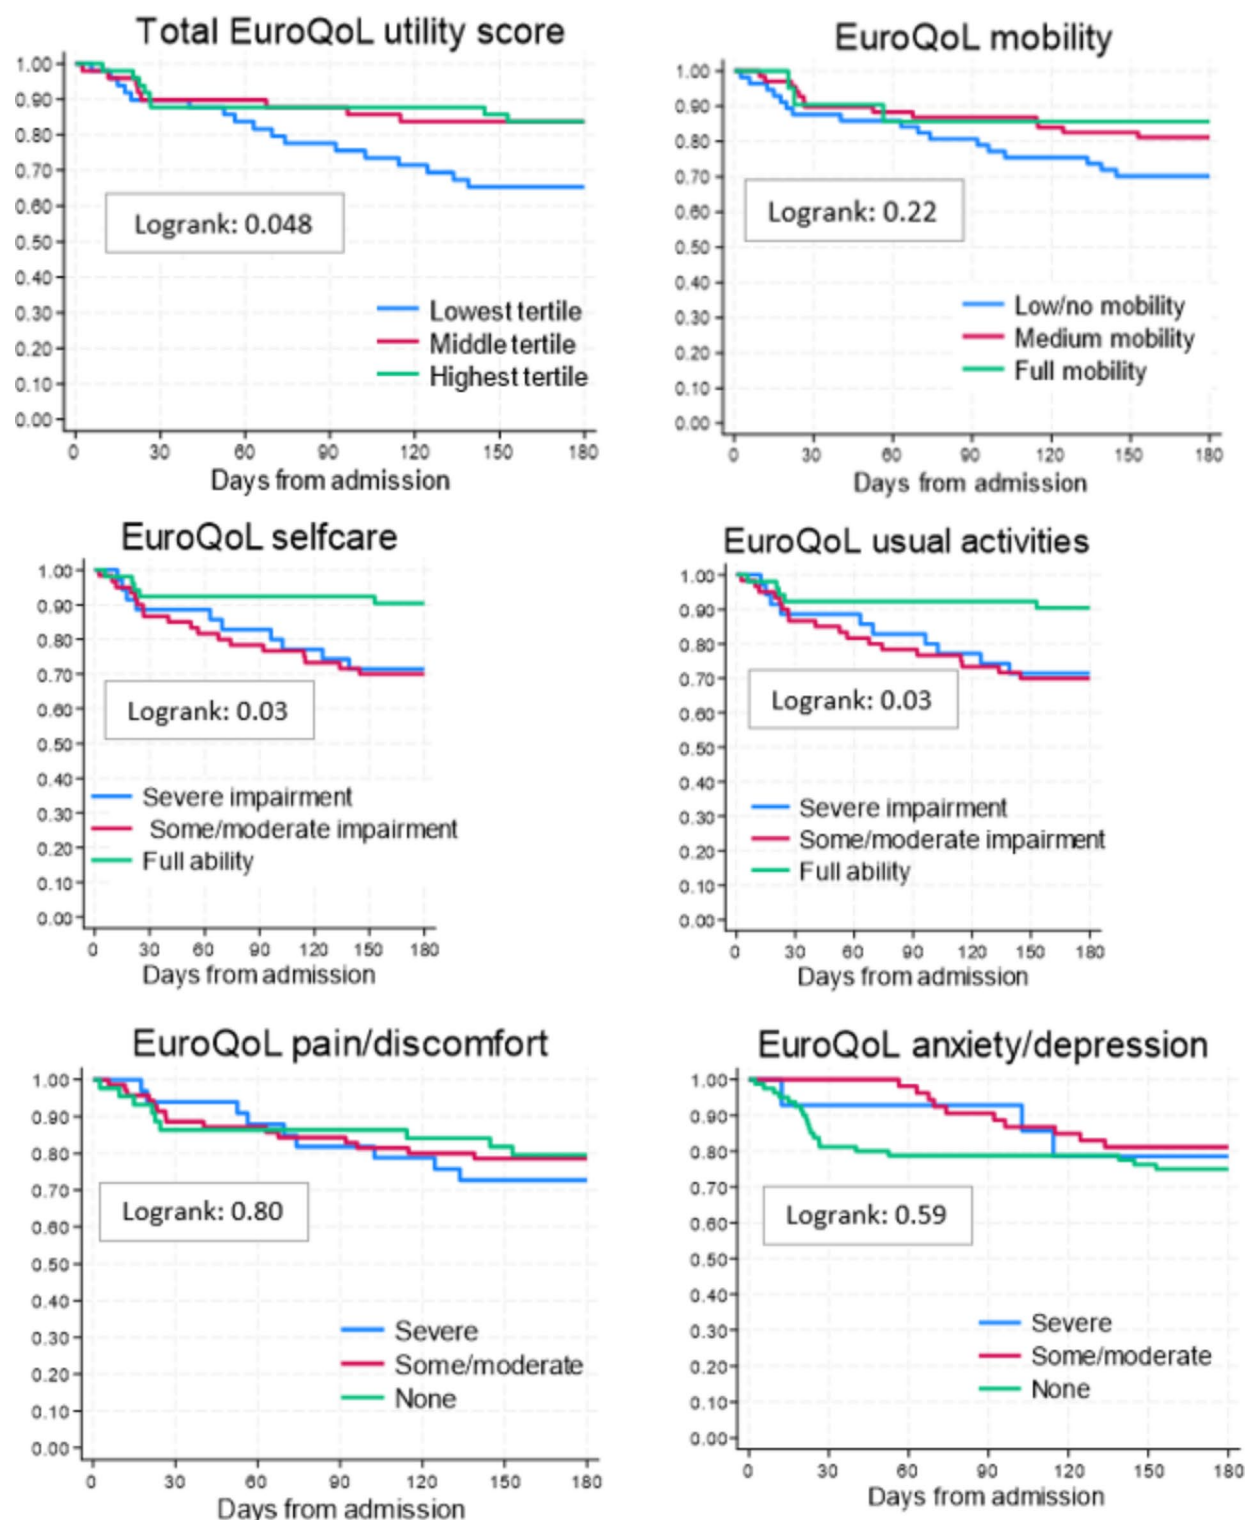 Total EuroQoL utility score
1.00
0.90
0.80
0.70
0.60
0.50
0.40
0.30
0.20
0.10
0.00
Logrank: 0.048
Lowest tertile
Middle tertile
Highest tertile
0 30 60 90 120 150 180
Days from admission
EuroQoL mobility
1.00
0.90
0.80
0.70
0.60
0.50
0.40
0.30
0.20
0.10
0.00
Logrank: 0.22
Low/no mobility
Medium mobility
Full mobility
0 30 60 90 120 150 180
Days from admission
EuroQoL selfcare
1.00
0.90
0.80
0.70
0.60
0.50
0.40
0.30
0.20
0.10
0.00
Logrank: 0.03
Severe impairment
Some/moderate impairment
Full ability
0 30 60 90 120 150 180
Days from admission
EuroQoL usual activities
1.00
0.90
0.80
0.70
0.60
0.50
0.40
0.30
0.20
0.10
0.00
Logrank: 0.03
Severe impairment
Some/moderate impairment
Full ability
0 30 60 90 120 150 180
Days from admission
EuroQoL pain/discomfort
1.00
0.90
0.80
0.70
0.60
0.50
0.40
0.30
0.20
0.10
0.00
Logrank: 0.80
Severe
Some/moderate
None
0 30 60 90 120 150 180
Days from admission
EuroQoL anxiety/depression
1.00
0.90
0.80
0.70
0.60
0.50
0.40
0.30
0.20
0.10
0.00
Logrank: 0.59
Severe
Some/moderate
None
0 30 60 90 120 150 180
Days from admission